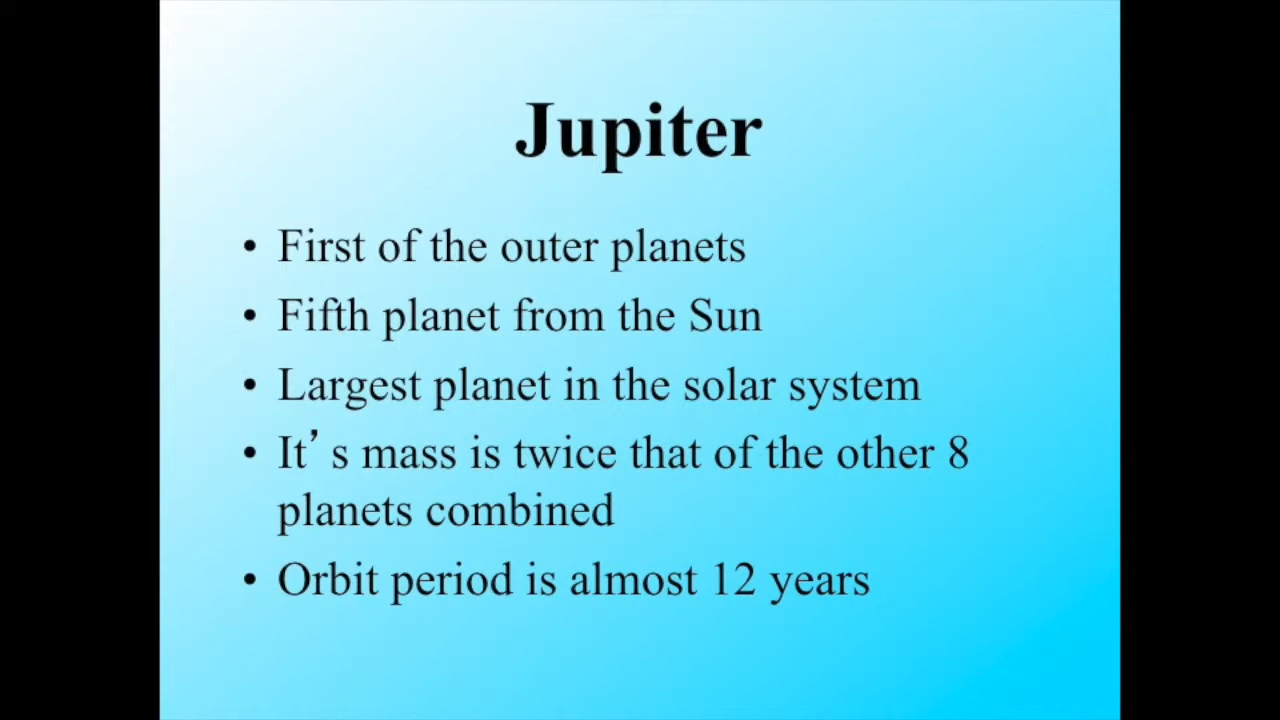 Jupiter
• First of the outer planets
• Fifth planet from the Sun
• Largest planet in the solar system
• It’s mass is twice that of the other 8
planets combined
• Orbit period is almost 12 years